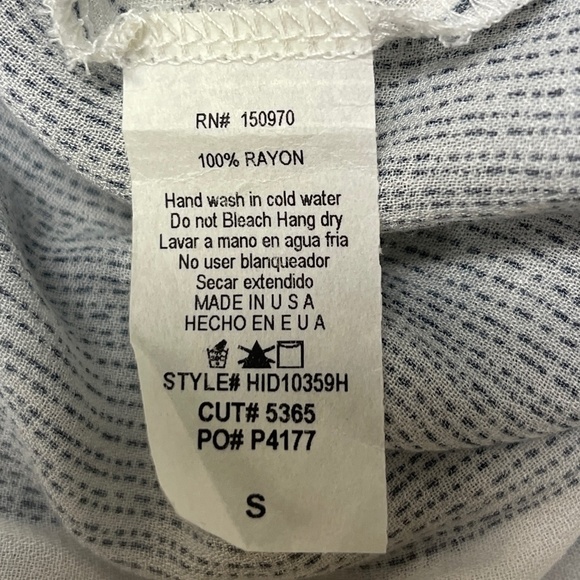 RN# 150970
100% RAYON
Hand wash in cold water
Do not Bleach Hang dry
Lavar a mano en agua fria
No user blanqueador
Secar extendido
MADE IN U S A
HECHO EN E U A
STYLE# HID10359H
CUT# 5365
PO# P4177
S